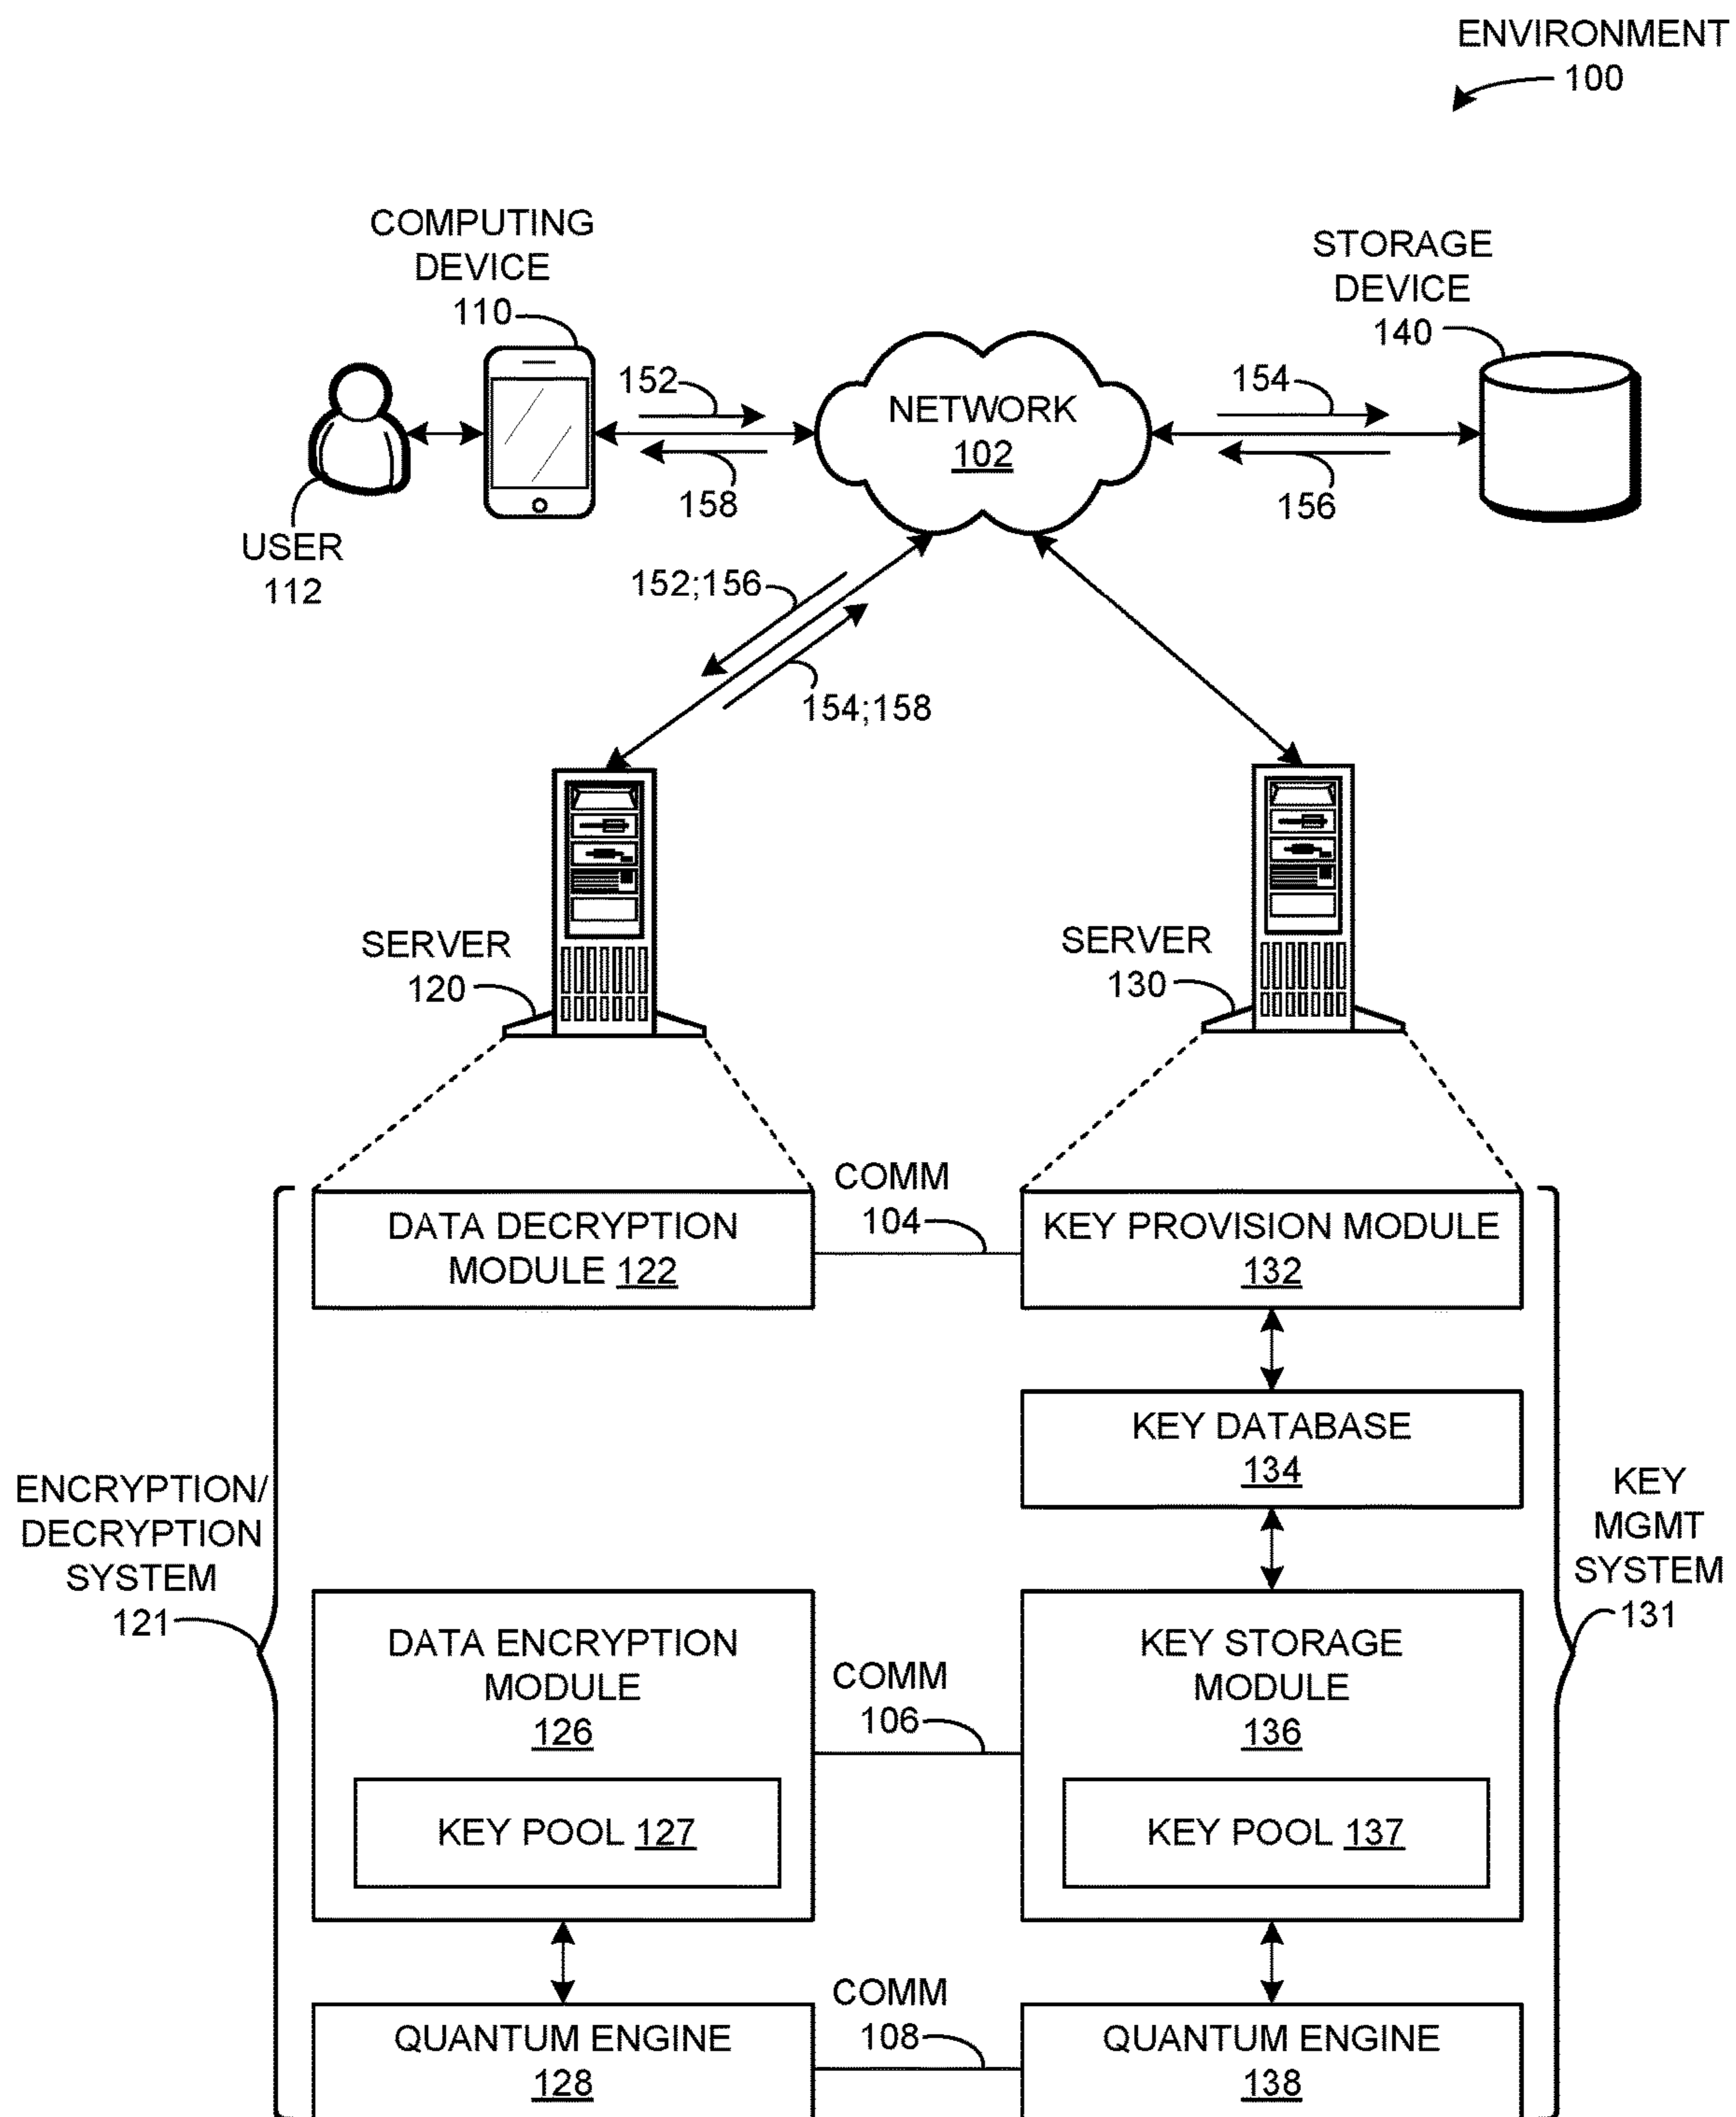 ENVIRONMENT
100
COMPUTING
DEVICE
110
STORAGE
DEVICE
140
152
154
NETWORK
102
158
156
USER
112
152;156
154;158
SERVER
120
SERVER
130
COMM
104
DATA DECRYPTION
MODULE 122
KEY PROVISION MODULE
132
KEY DATABASE
134
ENCRYPTION/
DECRYPTION
SYSTEM
121
KEY
MGMT
SYSTEM
131
DATA ENCRYPTION
MODULE
126
COMM
106
KEY STORAGE
MODULE
136
KEY POOL 127
KEY POOL 137
COMM
108
QUANTUM ENGINE
128
QUANTUM ENGINE
138